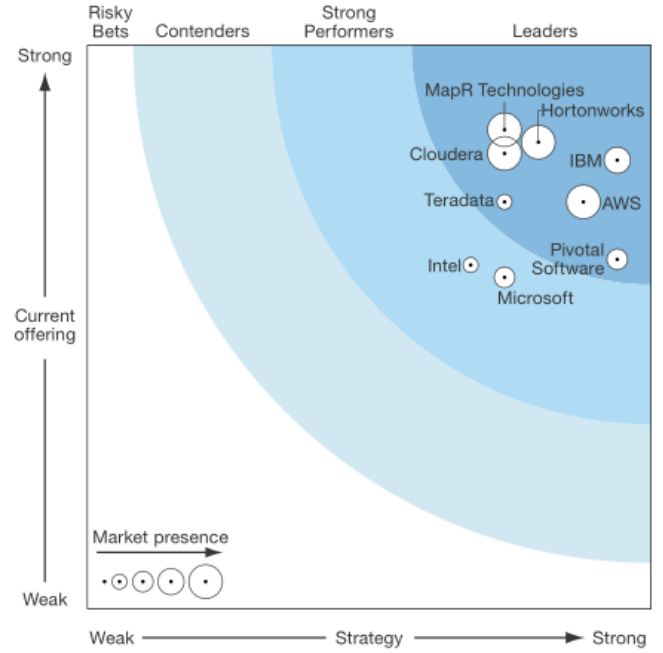 Risky
Bets
Contenders
Strong
Performers
Leaders
Strong
MapR Technologies
Hortonworks
Cloudera
IBM
Teradata
AWS
Pivotal
Software
Intel
Microsoft
Current
offering
Market presence
Weak
Weak
Strategy
Strong